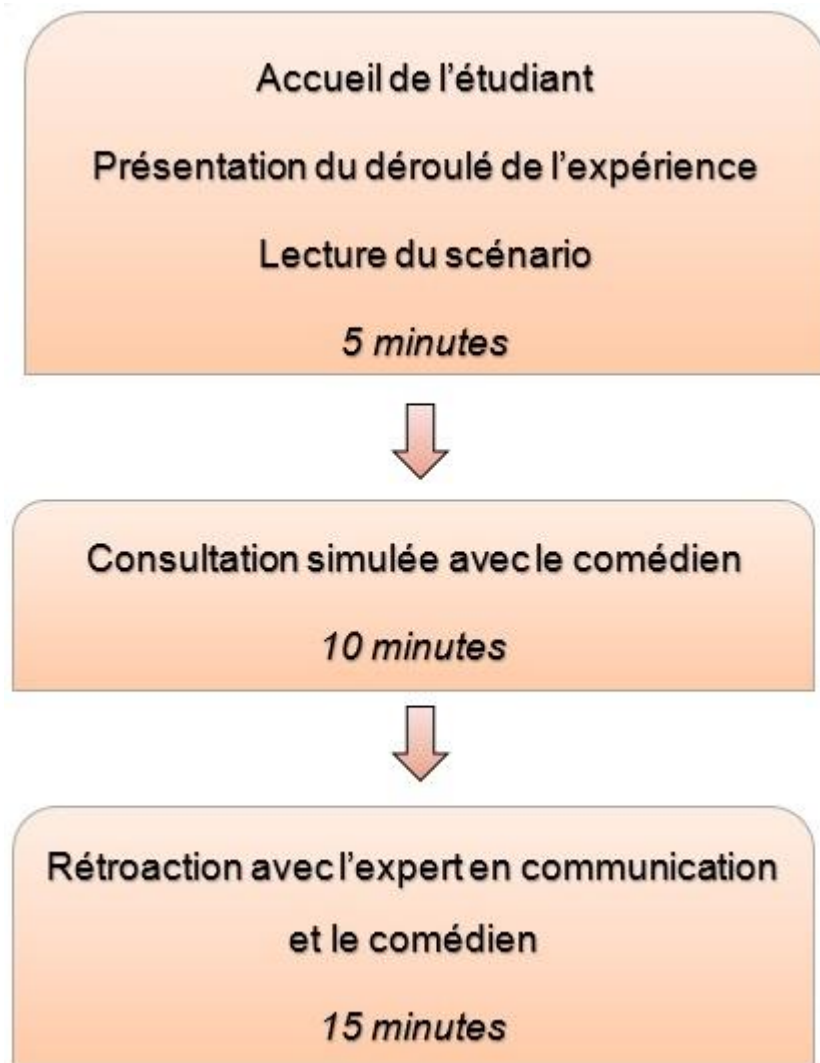 Accueil de l’étudiant
Présentation du déroulé de l’expérience
Lecture du scénario
5 minutes
Consultation simulée avec le comédien
10 minutes
Rétroaction avec l’expert en communication
et le comédien
15 minutes